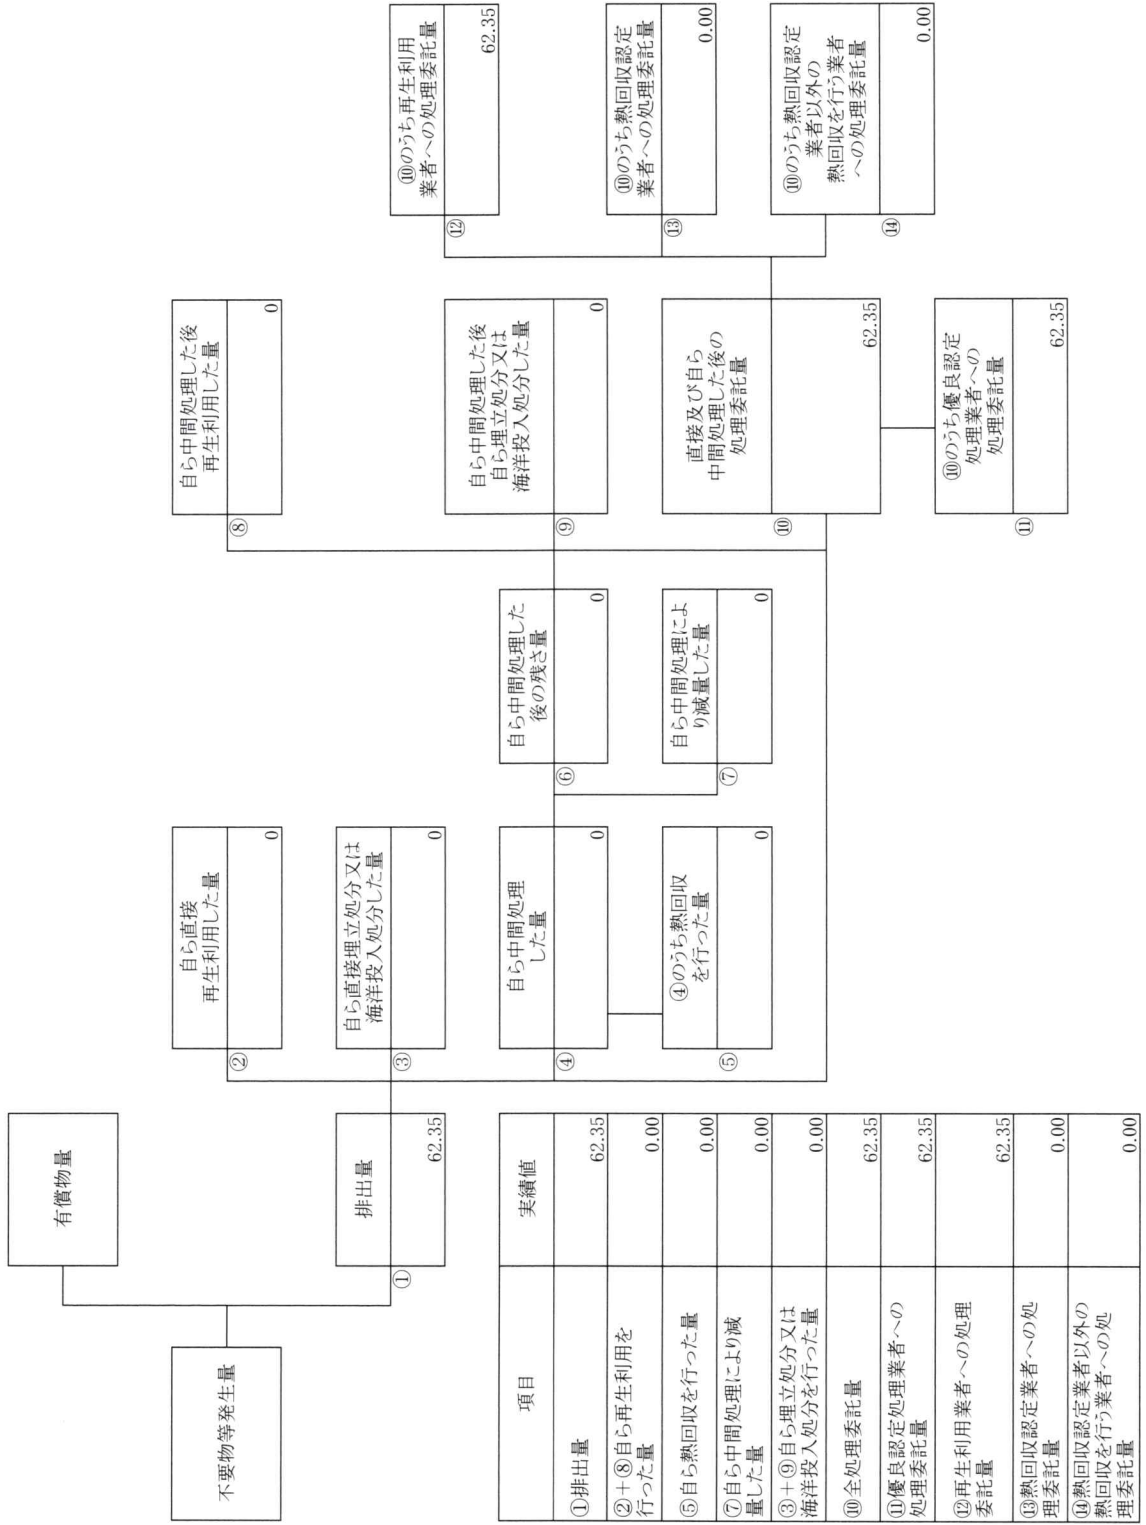 不要物等発生量
有償物量
排出量
①
62.35
自ら直接
再生利用した量
②
0
自ら直接埋立処分又は
海洋投入処分した量
③
0
自ら中間処理
した量
④
0
④のうち熱回収
を行った量
⑤
0
自ら中間処理した
後の残さ量
⑥
0
自ら中間処理によ
り減量した量
⑦
0
自ら中間処理した後
再生利用した量
⑧
0
自ら中間処理した後
自ら埋立処分又は
海洋投入処分した量
⑨
0
直接及び自ら
中間処理した後の
処理委託量
⑩
62.35
⑩のうち優良認定
処理業者への
処理委託量
⑪
62.35
⑩のうち再生利用
業者への処理委託量
⑫
62.35
⑩のうち熱回収認定
業者への処理委託量
⑬
0.00
⑩のうち熱回収認定
業者以外の
熱回収を行う業者
への処理委託量
⑭
0.00
項目 実績値
①排出量 62.35
②+⑧自ら再生利用を
行った量 0.00
⑤自ら熱回収を行った量 0.00
⑦自ら中間処理により減
量した量 0.00
③+⑨自ら埋立処分又は
海洋投入処分を行った量 0.00
⑩全処理委託量 62.35
⑪優良認定処理業者への
処理委託量 62.35
⑫再生利用業者への処理
委託量 62.35
⑬熱回収認定業者への処
理委託量 0.00
⑭熱回収認定業者以外の
熱回収を行う業者への処
理委託量 0.00